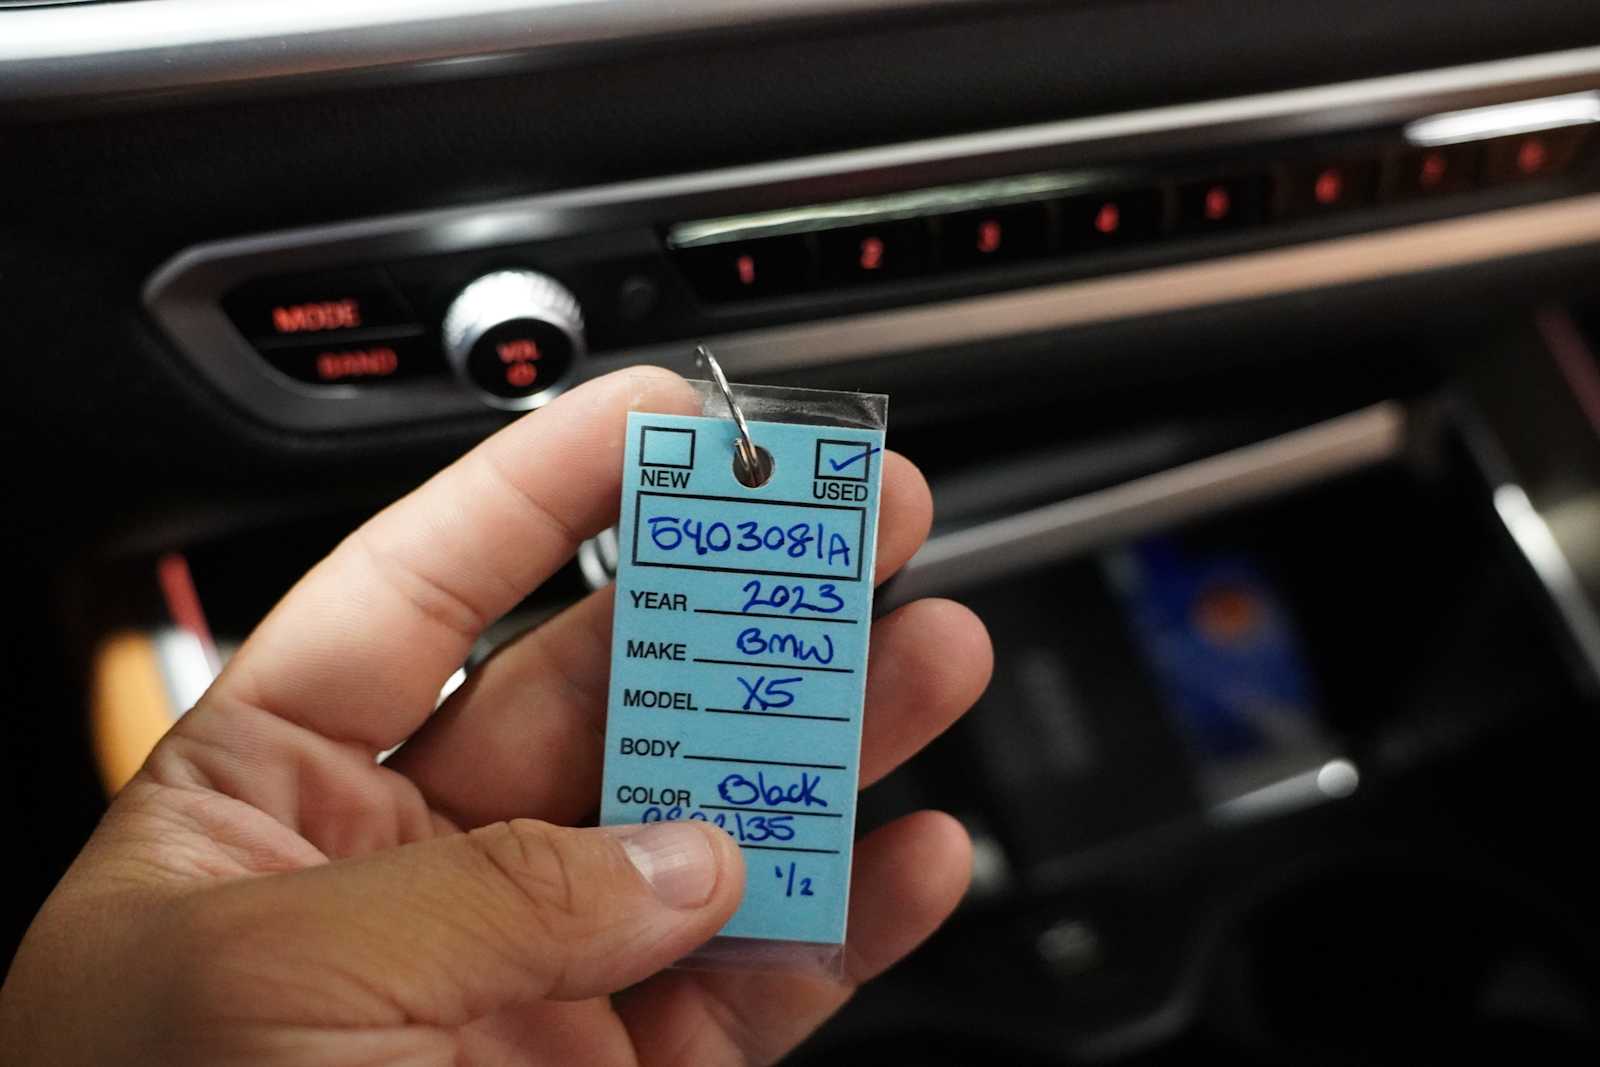 1 2 3 4 5
MODE
BAND
VOL
NEW USED
5403081A
YEAR 2023
MAKE BMW
MODEL X5
BODY
COLOR Black
1/2